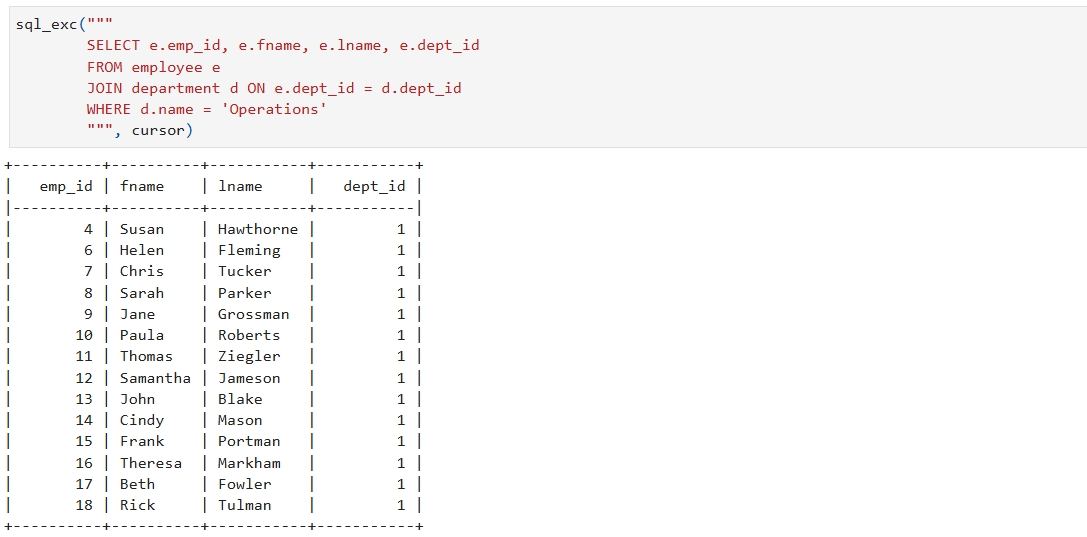 sql_exc("""
        SELECT e.emp_id, e.fname, e.lname, e.dept_id
        FROM employee e
        JOIN department d ON e.dept_id = d.dept_id
        WHERE d.name = 'Operations'
        """, cursor)
+----------+----------+-----------+-----------+
|   emp_id | fname    | lname     |   dept_id |
|----------+----------+-----------+-----------|
|        4 | Susan    | Hawthorne |         1 |
|        6 | Helen    | Fleming   |         1 |
|        7 | Chris    | Tucker    |         1 |
|        8 | Sarah    | Parker    |         1 |
|        9 | Jane     | Grossman  |         1 |
|       10 | Paula    | Roberts   |         1 |
|       11 | Thomas   | Ziegler   |         1 |
|       12 | Samantha | Jameson   |         1 |
|       13 | John     | Blake     |         1 |
|       14 | Cindy    | Mason     |         1 |
|       15 | Frank    | Portman   |         1 |
|       16 | Theresa  | Markham   |         1 |
|       17 | Beth     | Fowler    |         1 |
|       18 | Rick     | Tulman    |         1 |
+----------+----------+-----------+-----------+